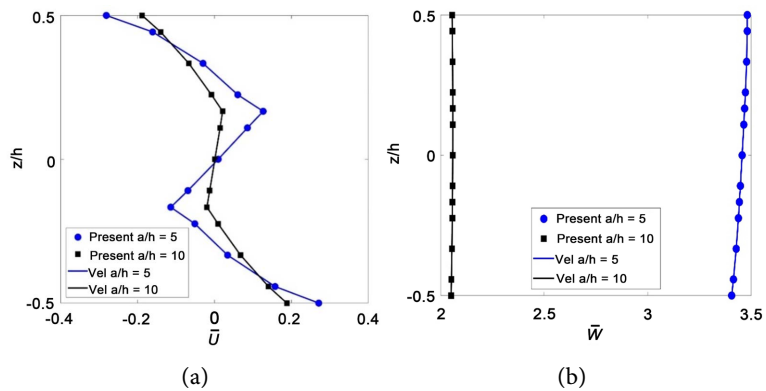 0.5
z/h
0
-0.5
-0.4
-0.2
0
0.2
0.4
U̅
Present a/h = 5
Present a/h = 10
Vel a/h = 5
Vel a/h = 10
(a)
0.5
z/h
0
-0.5
2
2.5
3
3.5
W̅
Present a/h = 5
Present a/h = 10
Vel a/h = 5
Vel a/h = 10
(b)